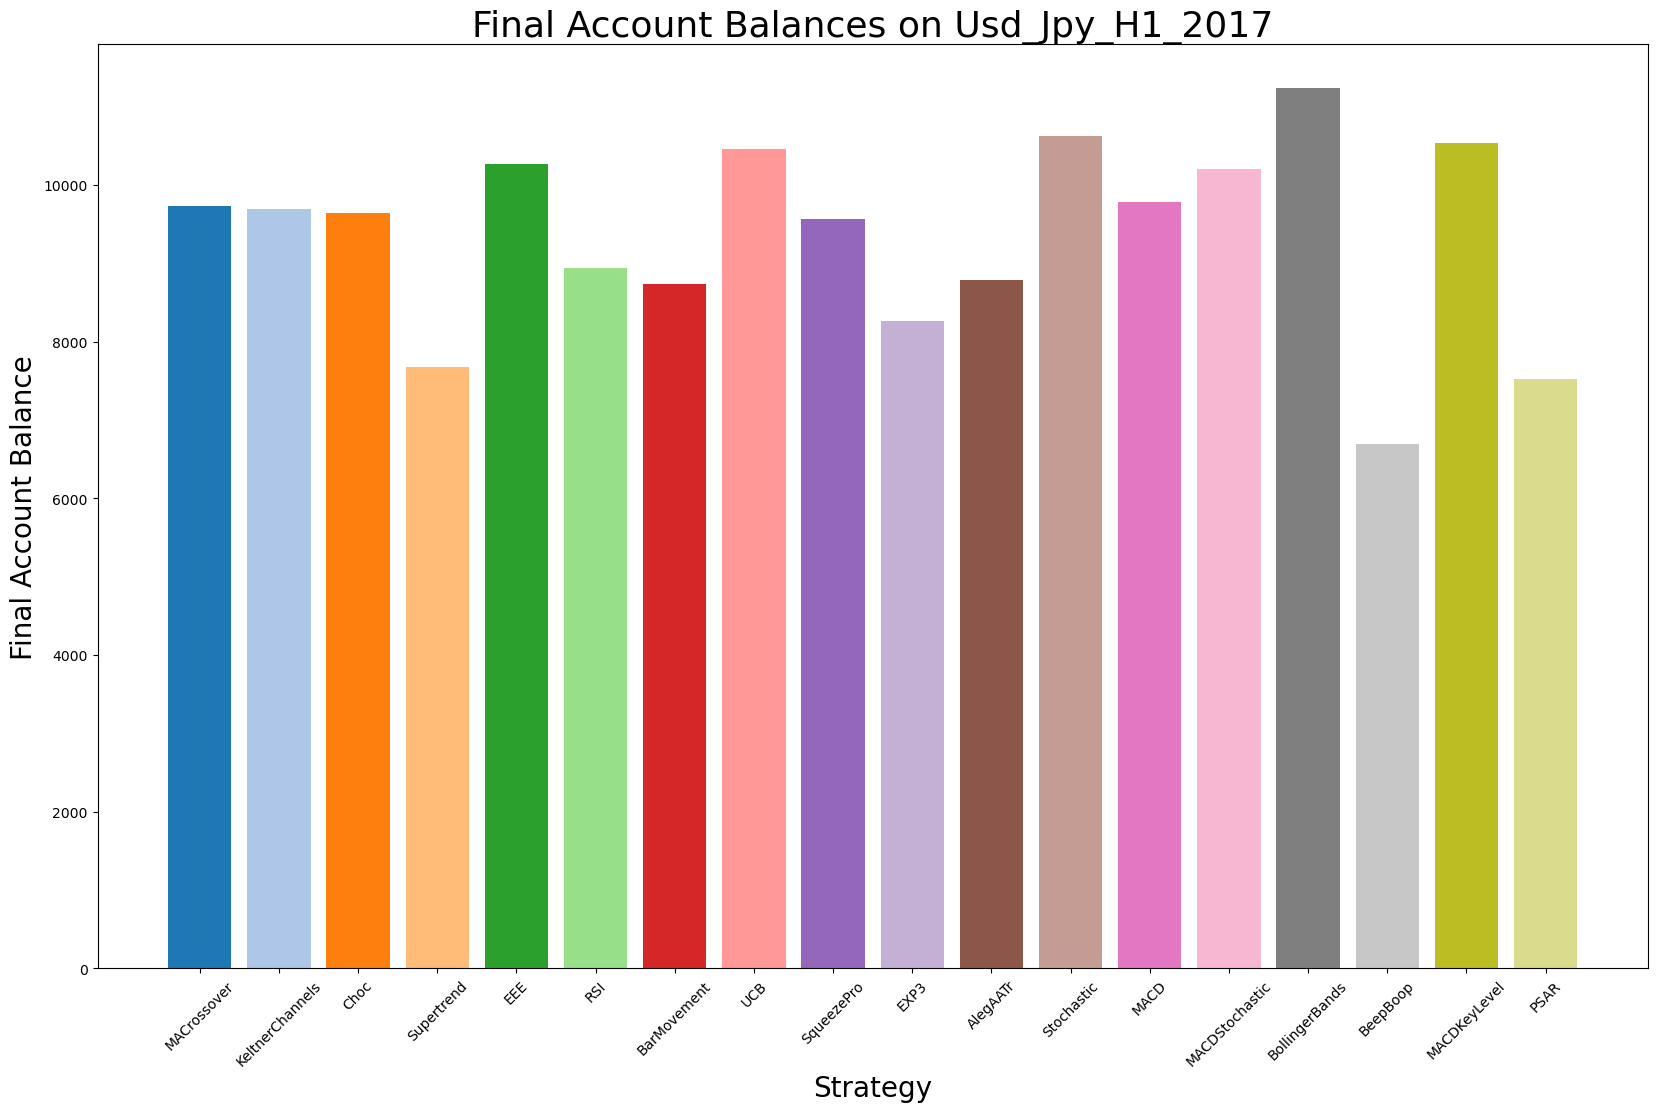 Final Account Balances on Usd_Jpy_H1_2017
Final Account Balance
10000
8000
6000
4000
2000
0
MACrossover
KeltnerChannels
Choc
Supertrend
EEE
RSI
BarMovement
UCB
SqueezePro
EXP3
AlegAATr
Stochastic
MACD
MACDStochastic
BollingerBands
BeepBoop
MACDKeyLevel
PSAR
Strategy